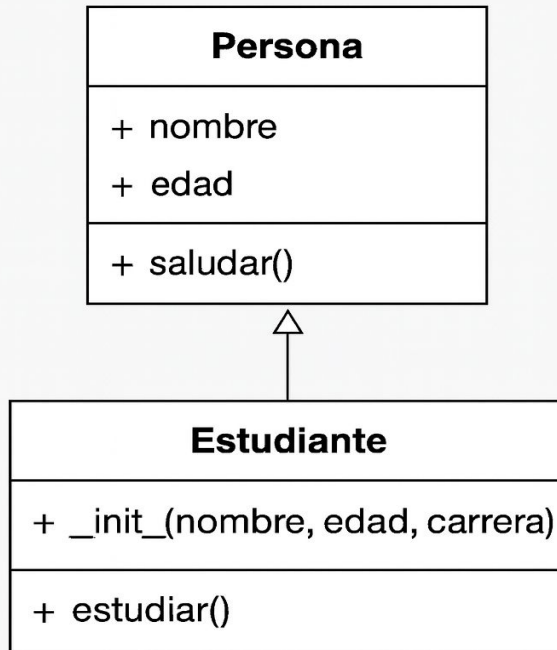 Persona
+ nombre
+ edad
+ saludar()
Estudiante
+ _init_(nombre, edad, carrera)
+ estudiar()